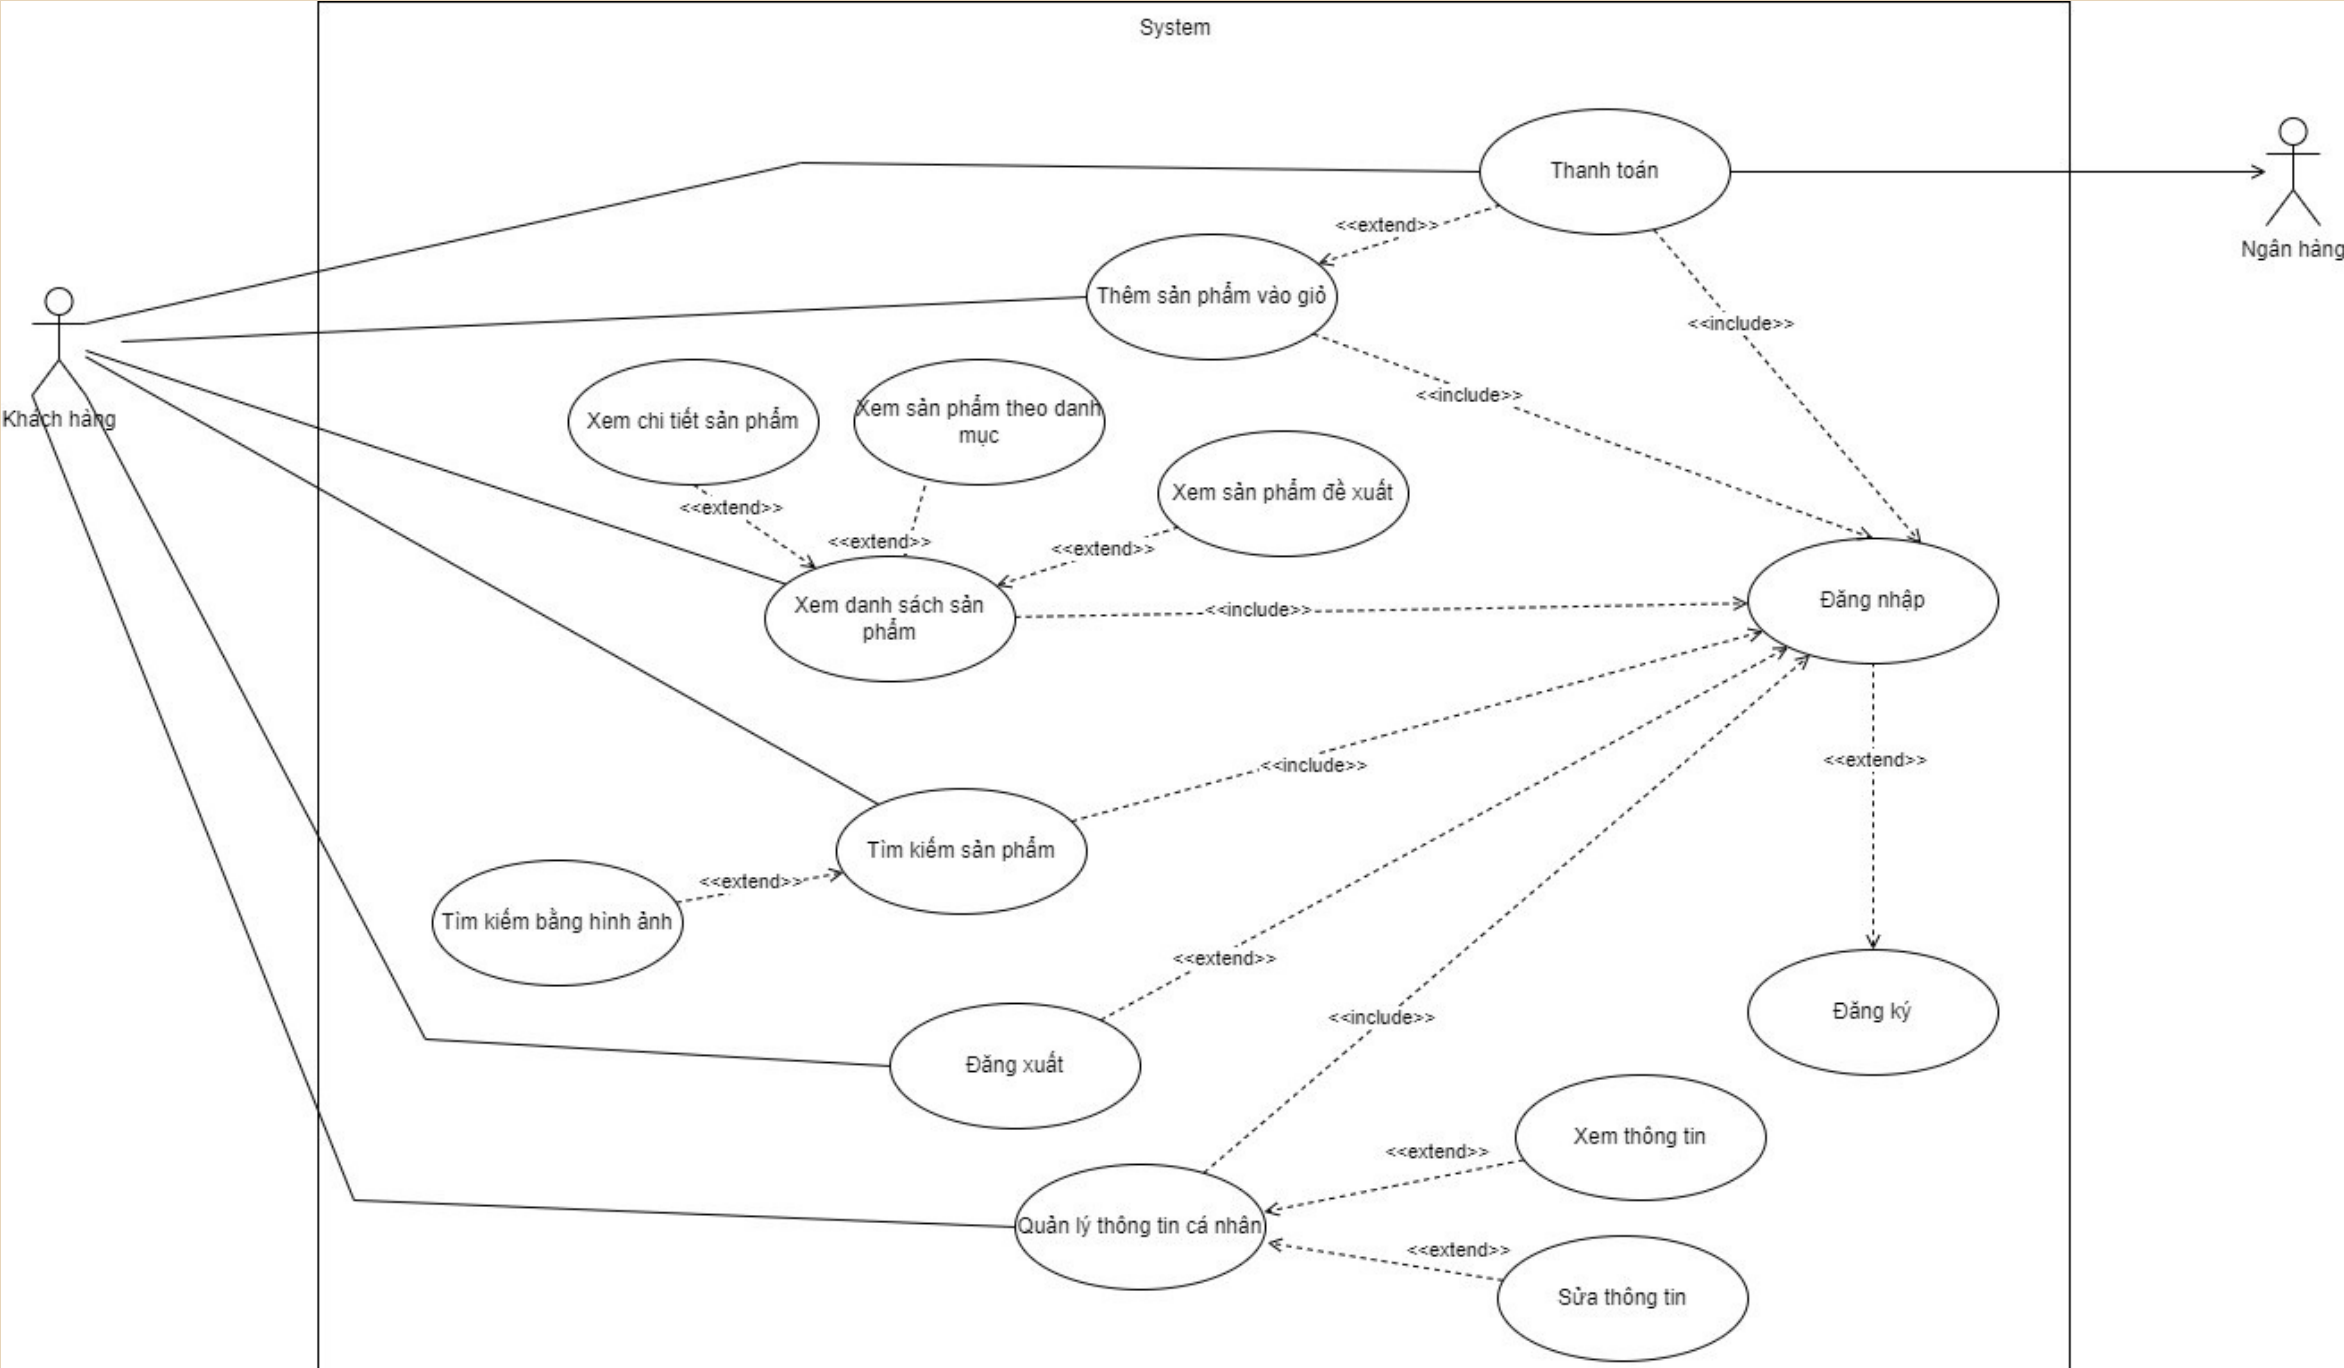 System
Thanh toán
<<extend>>
Ngân hàng
Thêm sản phẩm vào giỏ
<<include>>
<<include>>
Khách hàng
Xem chi tiết sản phẩm
Xem sản phẩm theo danh
mục
Xem sản phẩm đề xuất
<<extend>>
<<extend>>
<<extend>>
Xem danh sách sản
phẩm
<<include>>
Đăng nhập
<<extend>>
<<include>>
Tìm kiếm sản phẩm
<<extend>>
Tìm kiếm bằng hình ảnh
<<extend>>
<<include>>
Đăng ký
Đăng xuất
Xem thông tin
<<extend>>
Quản lý thông tin cá nhân
<<extend>>
Sửa thông tin